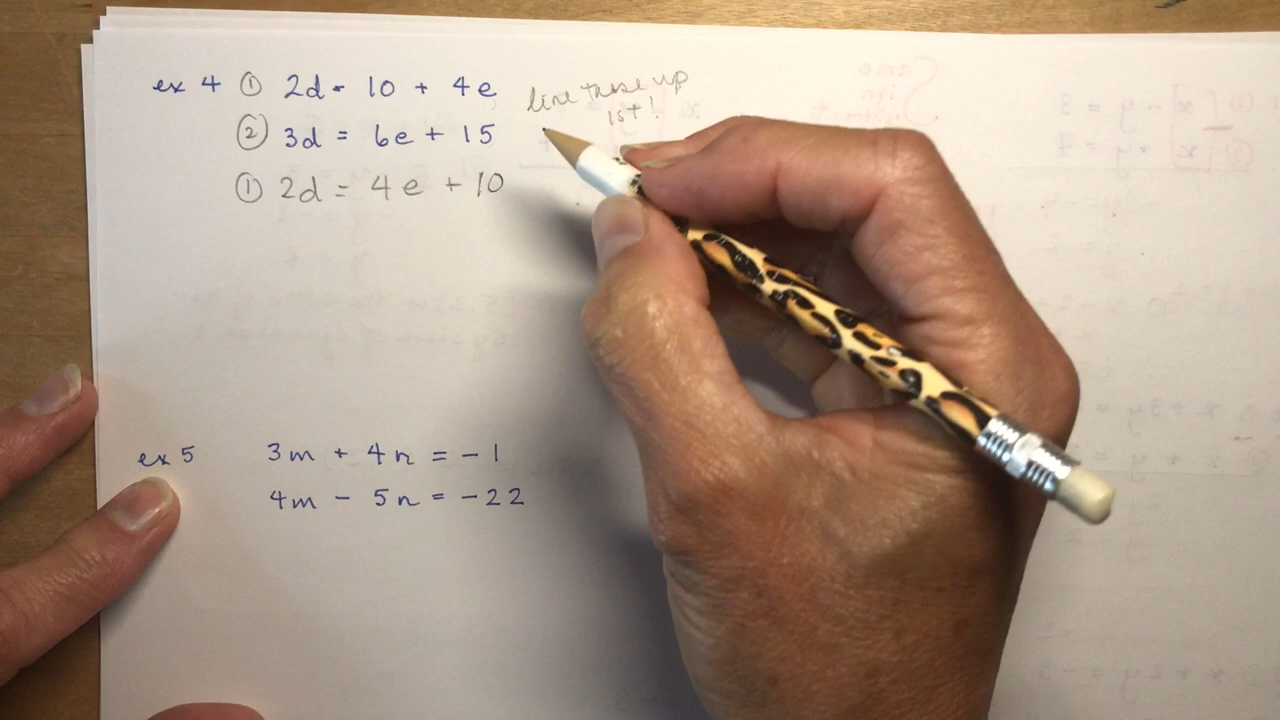 ex 4 ① 2d = 10 + 4e line these up
1st!
② 3d = 6e + 15
① 2d = 4e + 10
ex 5 3m + 4n = -1
4m - 5n = -22